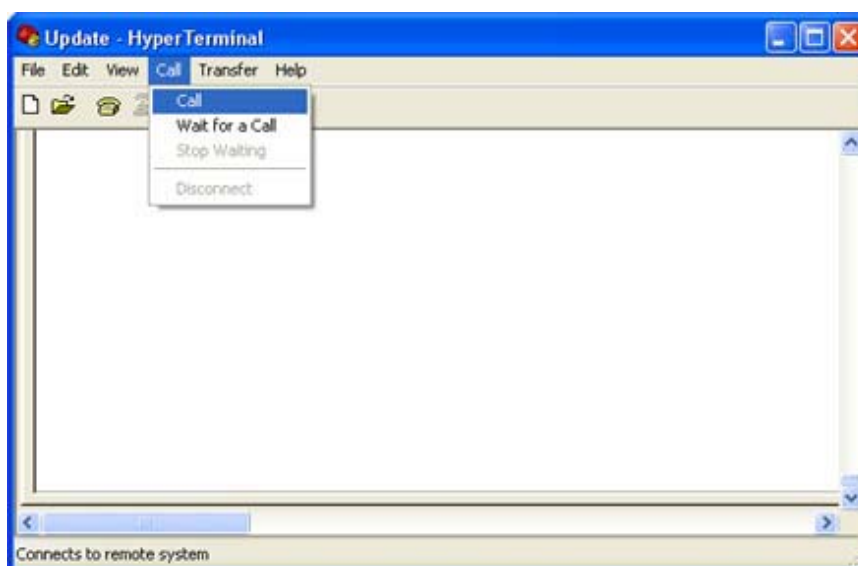 Update - HyperTerminal
File Edit View Call Transfer Help
Call
Wait for a Call
Stop Waiting
Disconnect
Connects to remote system